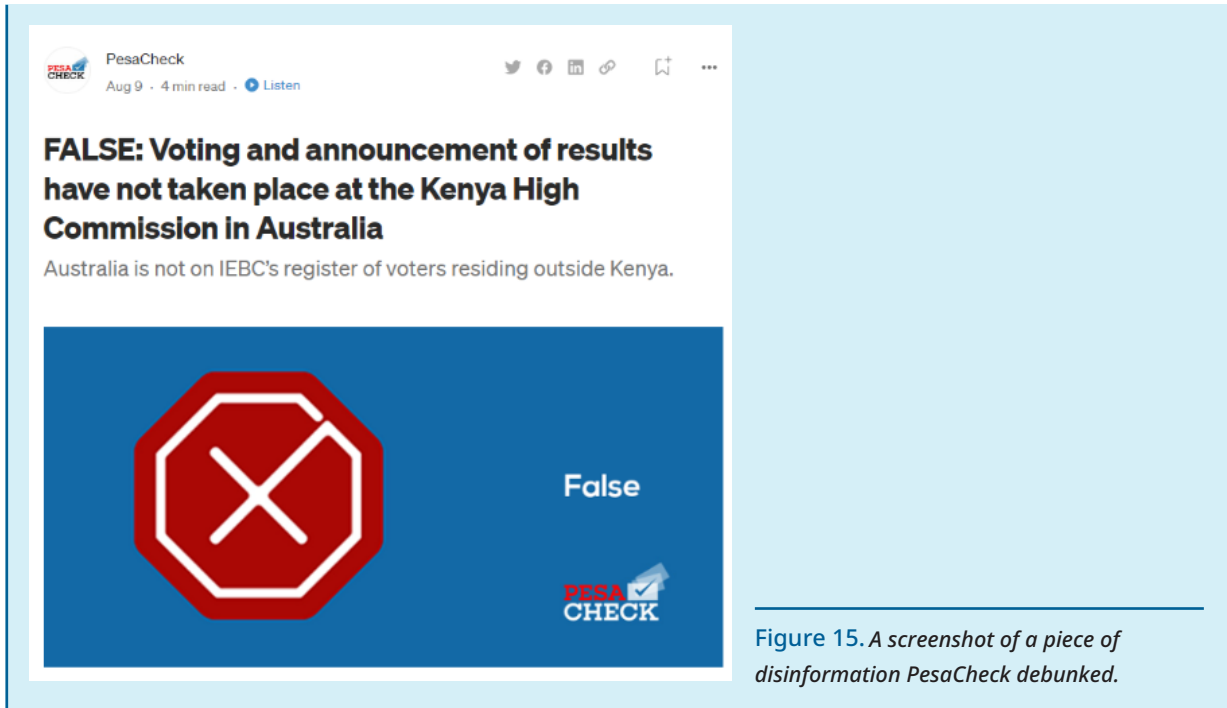 PESA
CHECK
PesaCheck
Aug 9 · 4 min read · Listen
FALSE: Voting and announcement of results
have not taken place at the Kenya High
Commission in Australia
Australia is not on IEBC’s register of voters residing outside Kenya.
False
PESA
CHECK
Figure 15. A screenshot of a piece of
disinformation PesaCheck debunked.